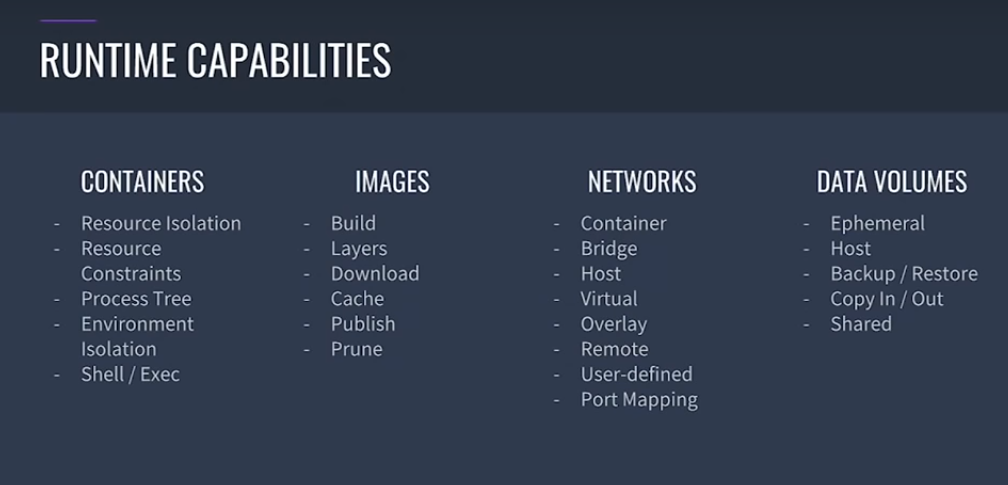 RUNTIME CAPABILITIES
CONTAINERS
- Resource Isolation
- Resource
Constraints
- Process Tree
- Environment
Isolation
- Shell / Exec
IMAGES
- Build
- Layers
- Download
- Cache
- Publish
- Prune
NETWORKS
- Container
- Bridge
- Host
- Virtual
- Overlay
- Remote
- User-defined
- Port Mapping
DATA VOLUMES
- Ephemeral
- Host
- Backup / Restore
- Copy In / Out
- Shared